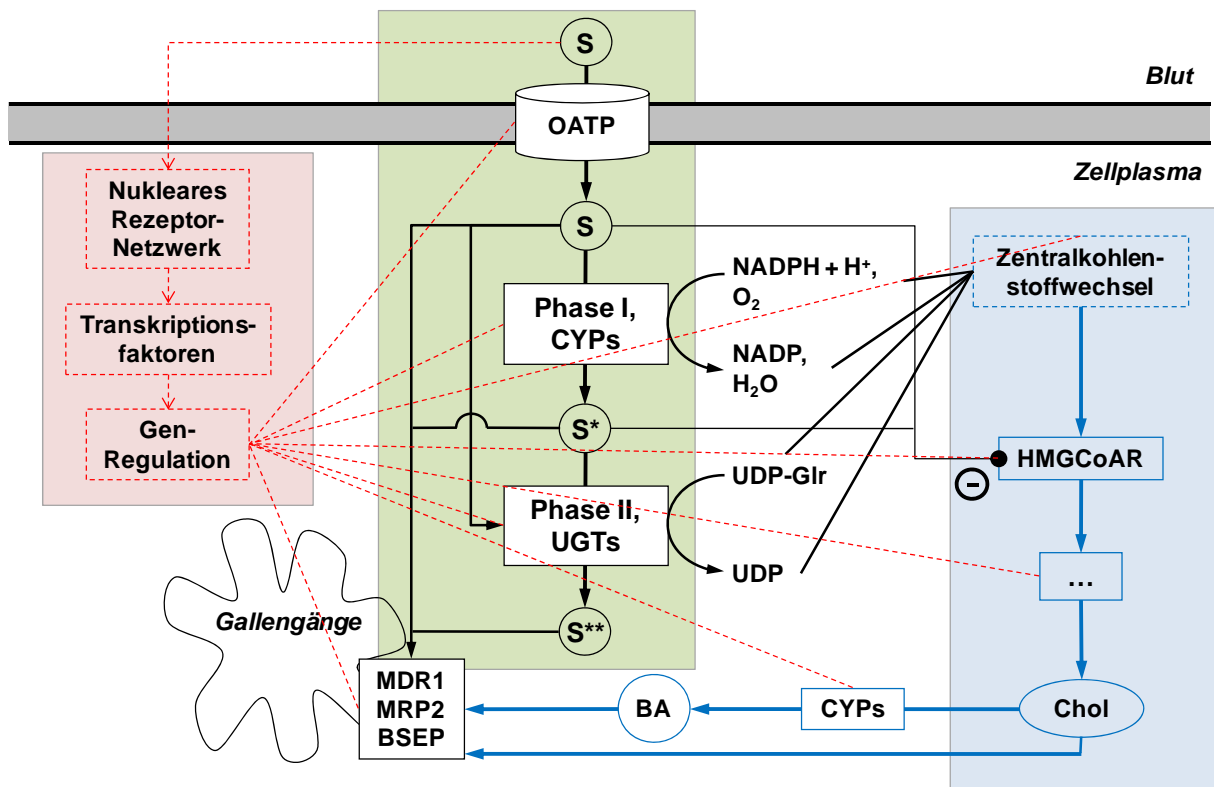 S
Blut
OATP
Zellplasma
Nukleares
Rezeptor-
Netzwerk
S
Zentralkohlen-
stoffwechsel
NADPH + H⁺,
O₂
Phase I,
CYPs
Transkriptions-
faktoren
NADP,
H₂O
Gen-
Regulation
S*
HMGCoAR
UDP-Glr
−
Phase II,
UGTs
UDP
...
Gallengänge
S**
MDR1
MRP2
BSEP
BA
CYPs
Chol